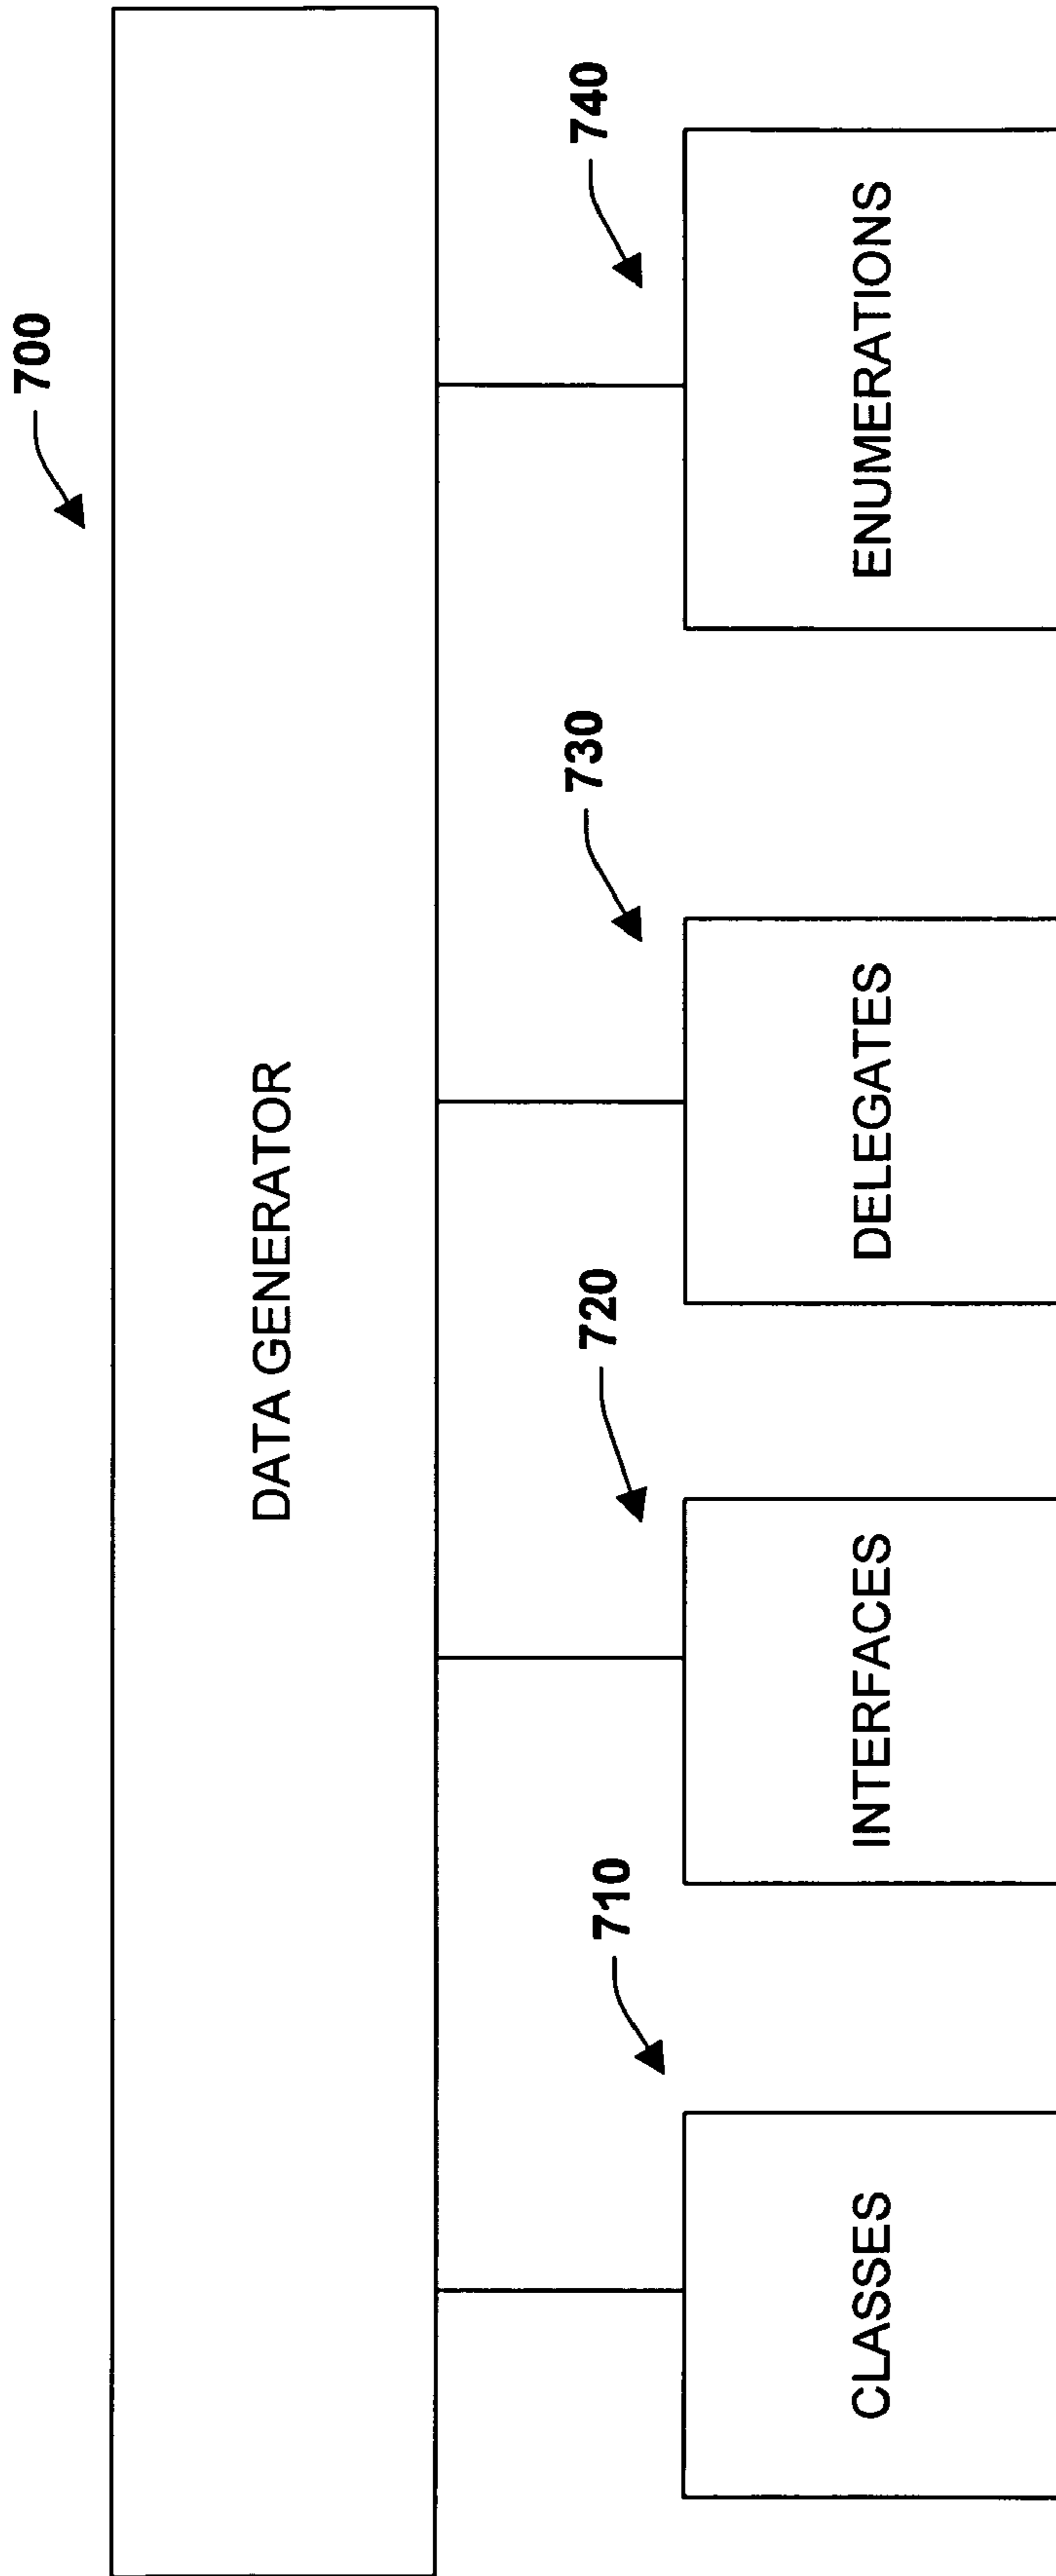 700
DATA GENERATOR
710
720
730
740
CLASSES
INTERFACES
DELEGATES
ENUMERATIONS